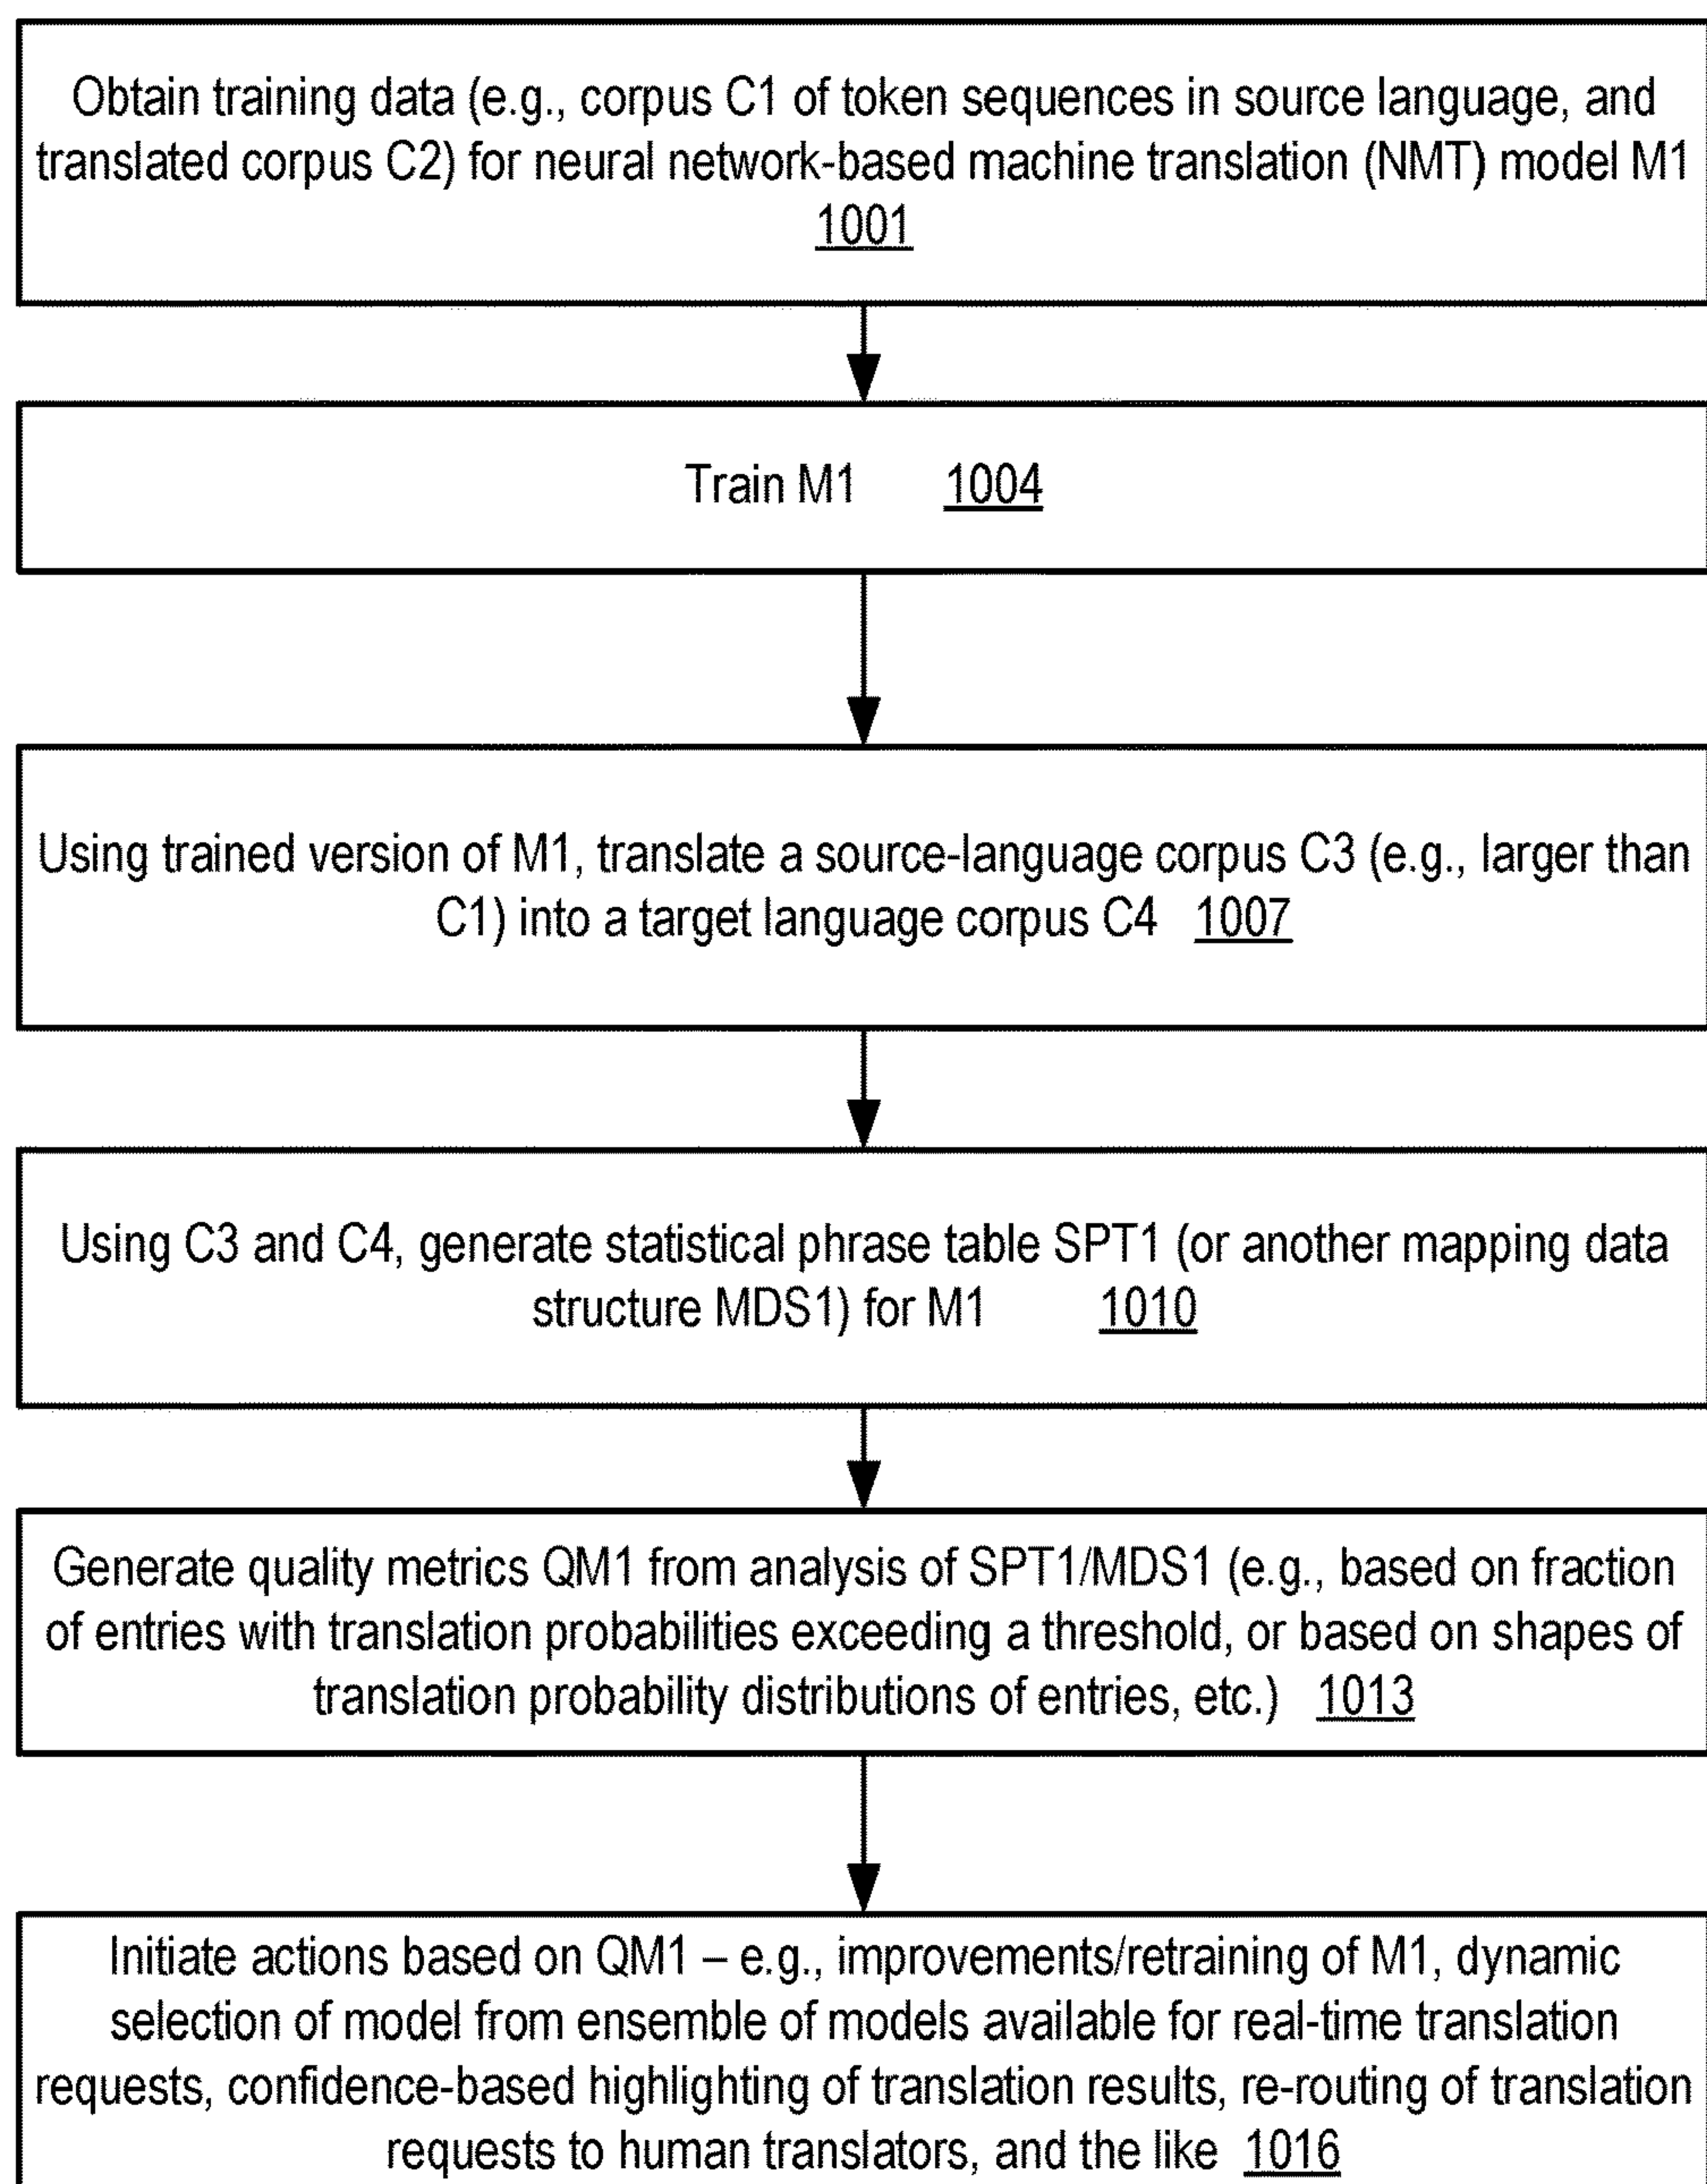 Obtain training data (e.g., corpus C1 of token sequences in source language, and
translated corpus C2) for neural network-based machine translation (NMT) model M1
1001
Train M1 1004
Using trained version of M1, translate a source-language corpus C3 (e.g., larger than
C1) into a target language corpus C4 1007
Using C3 and C4, generate statistical phrase table SPT1 (or another mapping data
structure MDS1) for M1 1010
Generate quality metrics QM1 from analysis of SPT1/MDS1 (e.g., based on fraction
of entries with translation probabilities exceeding a threshold, or based on shapes of
translation probability distributions of entries, etc.) 1013
Initiate actions based on QM1 – e.g., improvements/retraining of M1, dynamic
selection of model from ensemble of models available for real-time translation
requests, confidence-based highlighting of translation results, re-routing of translation
requests to human translators, and the like 1016